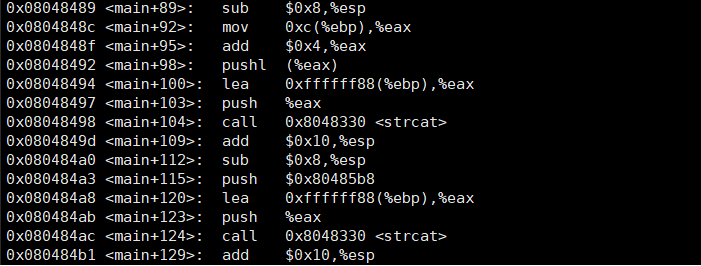 0x08048489 <main+89>: sub $0x8,%esp
0x0804848c <main+92>: mov 0xc(%ebp),%eax
0x0804848f <main+95>: add $0x4,%eax
0x08048492 <main+98>: pushl (%eax)
0x08048494 <main+100>: lea 0xffffff88(%ebp),%eax
0x08048497 <main+103>: push %eax
0x08048498 <main+104>: call 0x8048330 <strcat>
0x0804849d <main+109>: add $0x10,%esp
0x080484a0 <main+112>: sub $0x8,%esp
0x080484a3 <main+115>: push $0x80485b8
0x080484a8 <main+120>: lea 0xffffff88(%ebp),%eax
0x080484ab <main+123>: push %eax
0x080484ac <main+124>: call 0x8048330 <strcat>
0x080484b1 <main+129>: add $0x10,%esp